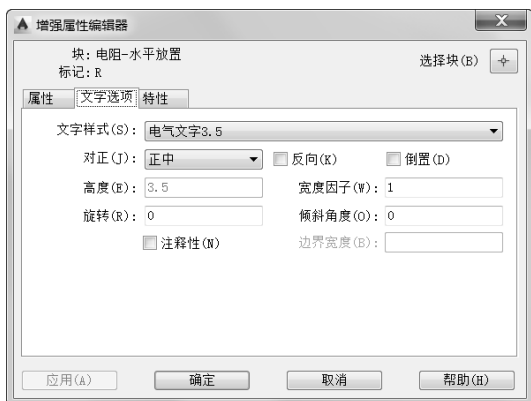 增强属性编辑器
块: 电阻-水平放置
选择块(B)
标记: R
属性 文字选项 特性
文字样式(S): 电气文字3.5
对正(J): 正中 反向(K) 倒置(D)
高度(E): 3.5 宽度因子(W): 1
旋转(R): 0 倾斜角度(O): 0
注释性(N) 边界宽度(B):
应用(A) 确定 取消 帮助(H)